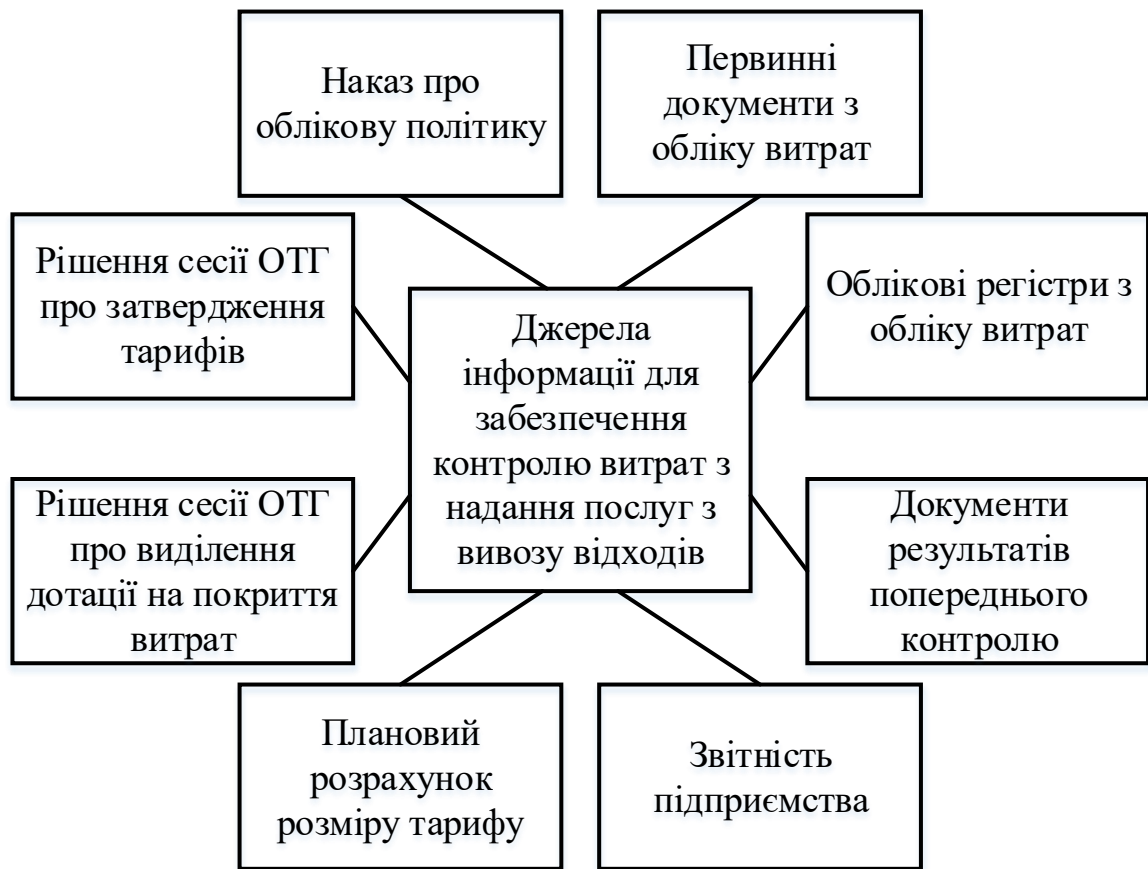 Наказ про
облікову політику
Первинні
документи з
обліку витрат
Рішення сесії ОТГ
про затвердження
тарифів
Облікові регістри з
обліку витрат
Джерела
інформації для
забезпечення
контролю витрат з
надання послуг з
вивозу відходів
Рішення сесії ОТГ
про виділення
дотації на покриття
витрат
Документи
результатів
попереднього
контролю
Плановий
розрахунок
розміру тарифу
Звітність
підприємства